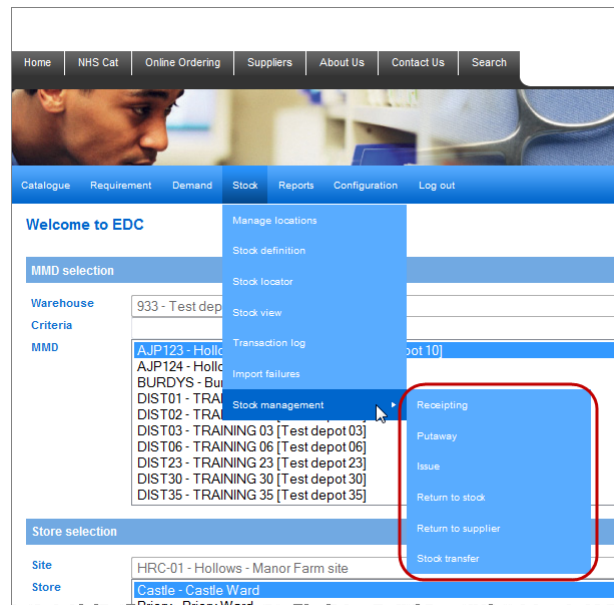 Home NHS Cat Online Ordering Suppliers About Us Contact Us Search
Catalogue Requirement Demand Stock Reports Configuration Log out
Welcome to EDC
Manage locations
Stock definition
Stock locator
Stock view
Transaction log
Import failures
Stock management
Receipting
Putaway
Issue
Return to stock
Return to supplier
Stock transfer
MMD selection
Warehouse 933 - Test dep
Criteria
MMD
AJP123 - Hollo ot 10]
AJP124 - Hollo
BURDYS - Bu
DIST01 - TRAI
DIST02 - TRAI
DIST03 - TRAINING 03 [Test depot 03]
DIST06 - TRAINING 06 [Test depot 06]
DIST23 - TRAINING 23 [Test depot 23]
DIST30 - TRAINING 30 [Test depot 30]
DIST35 - TRAINING 35 [Test depot 35]
Store selection
Site HRC-01 - Hollows - Manor Farm site
Store Castle - Castle Ward